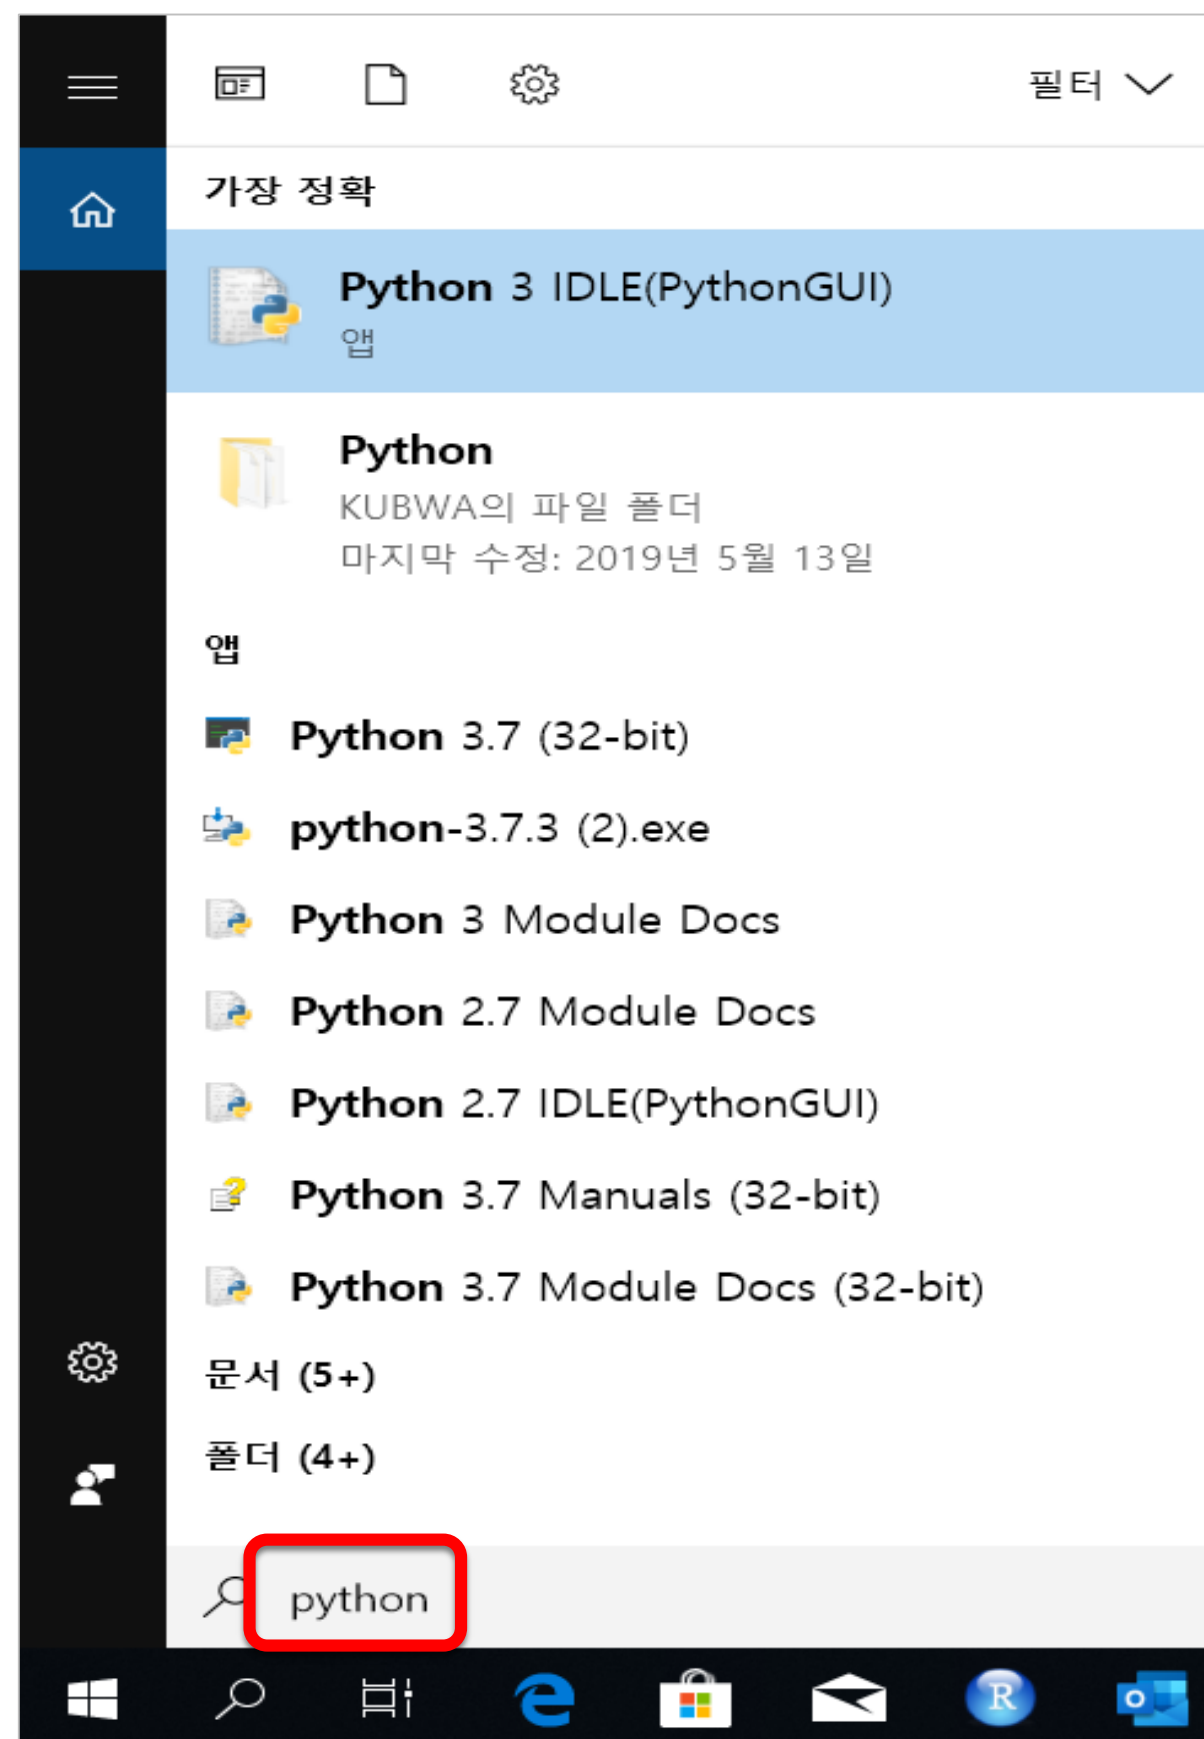 필터
가장 정확
Python 3 IDLE(PythonGUI)
앱
Python
KUBWA의 파일 폴더
마지막 수정: 2019년 5월 13일
앱
Python 3.7 (32-bit)
python-3.7.3 (2).exe
Python 3 Module Docs
Python 2.7 Module Docs
Python 2.7 IDLE(PythonGUI)
Python 3.7 Manuals (32-bit)
Python 3.7 Module Docs (32-bit)
문서 (5+)
폴더 (4+)
python
R